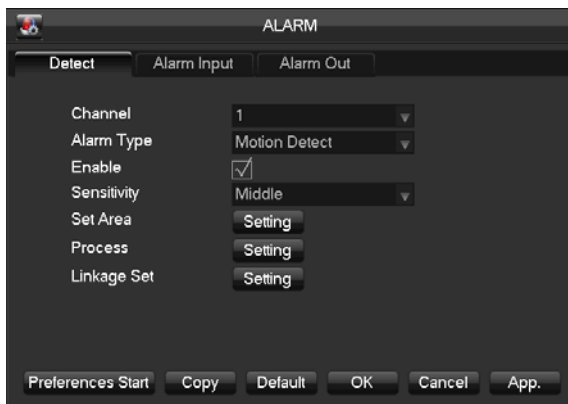 ALARM
Detect Alarm Input Alarm Out
Channel 1
Alarm Type Motion Detect
Enable
Sensitivity Middle
Set Area Setting
Process Setting
Linkage Set Setting
Preferences Start Copy Default OK Cancel App.